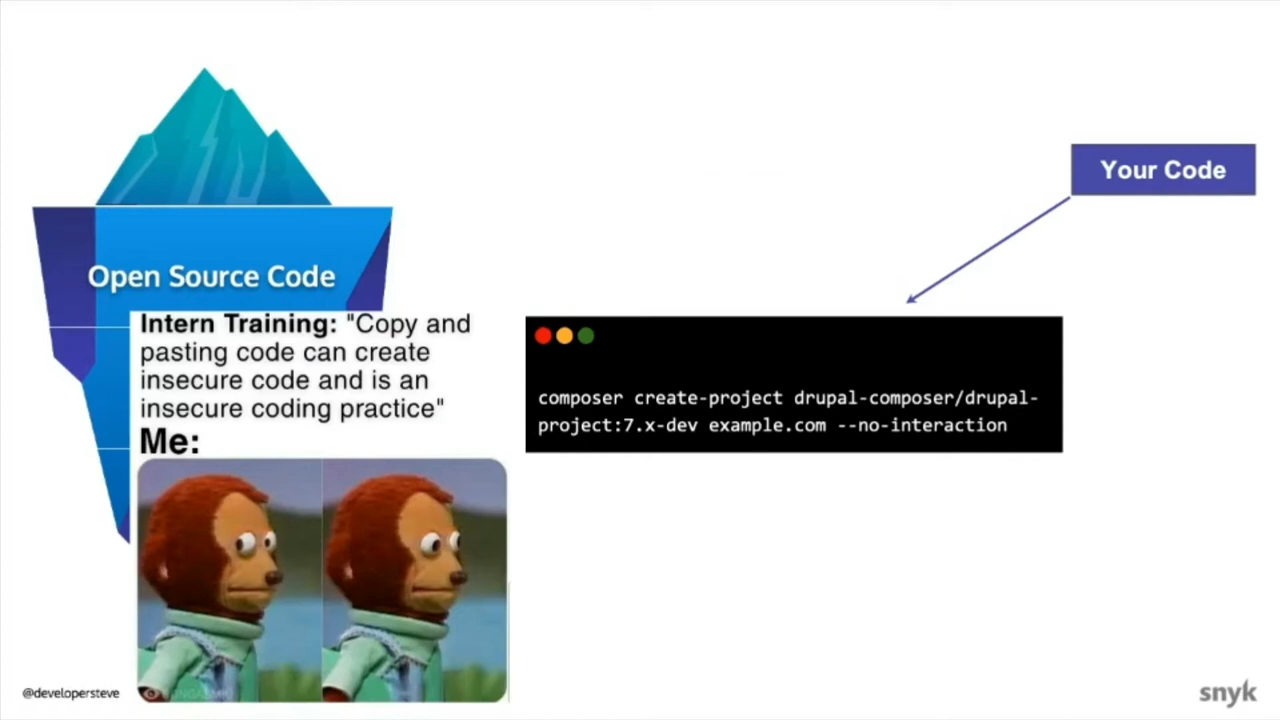 Your Code
Open Source Code
Intern Training: "Copy and
pasting code can create
insecure code and is an
insecure coding practice"
Me:
composer create-project drupal-composer/drupal-
project:7.x-dev example.com --no-interaction
@developersteve
snyk